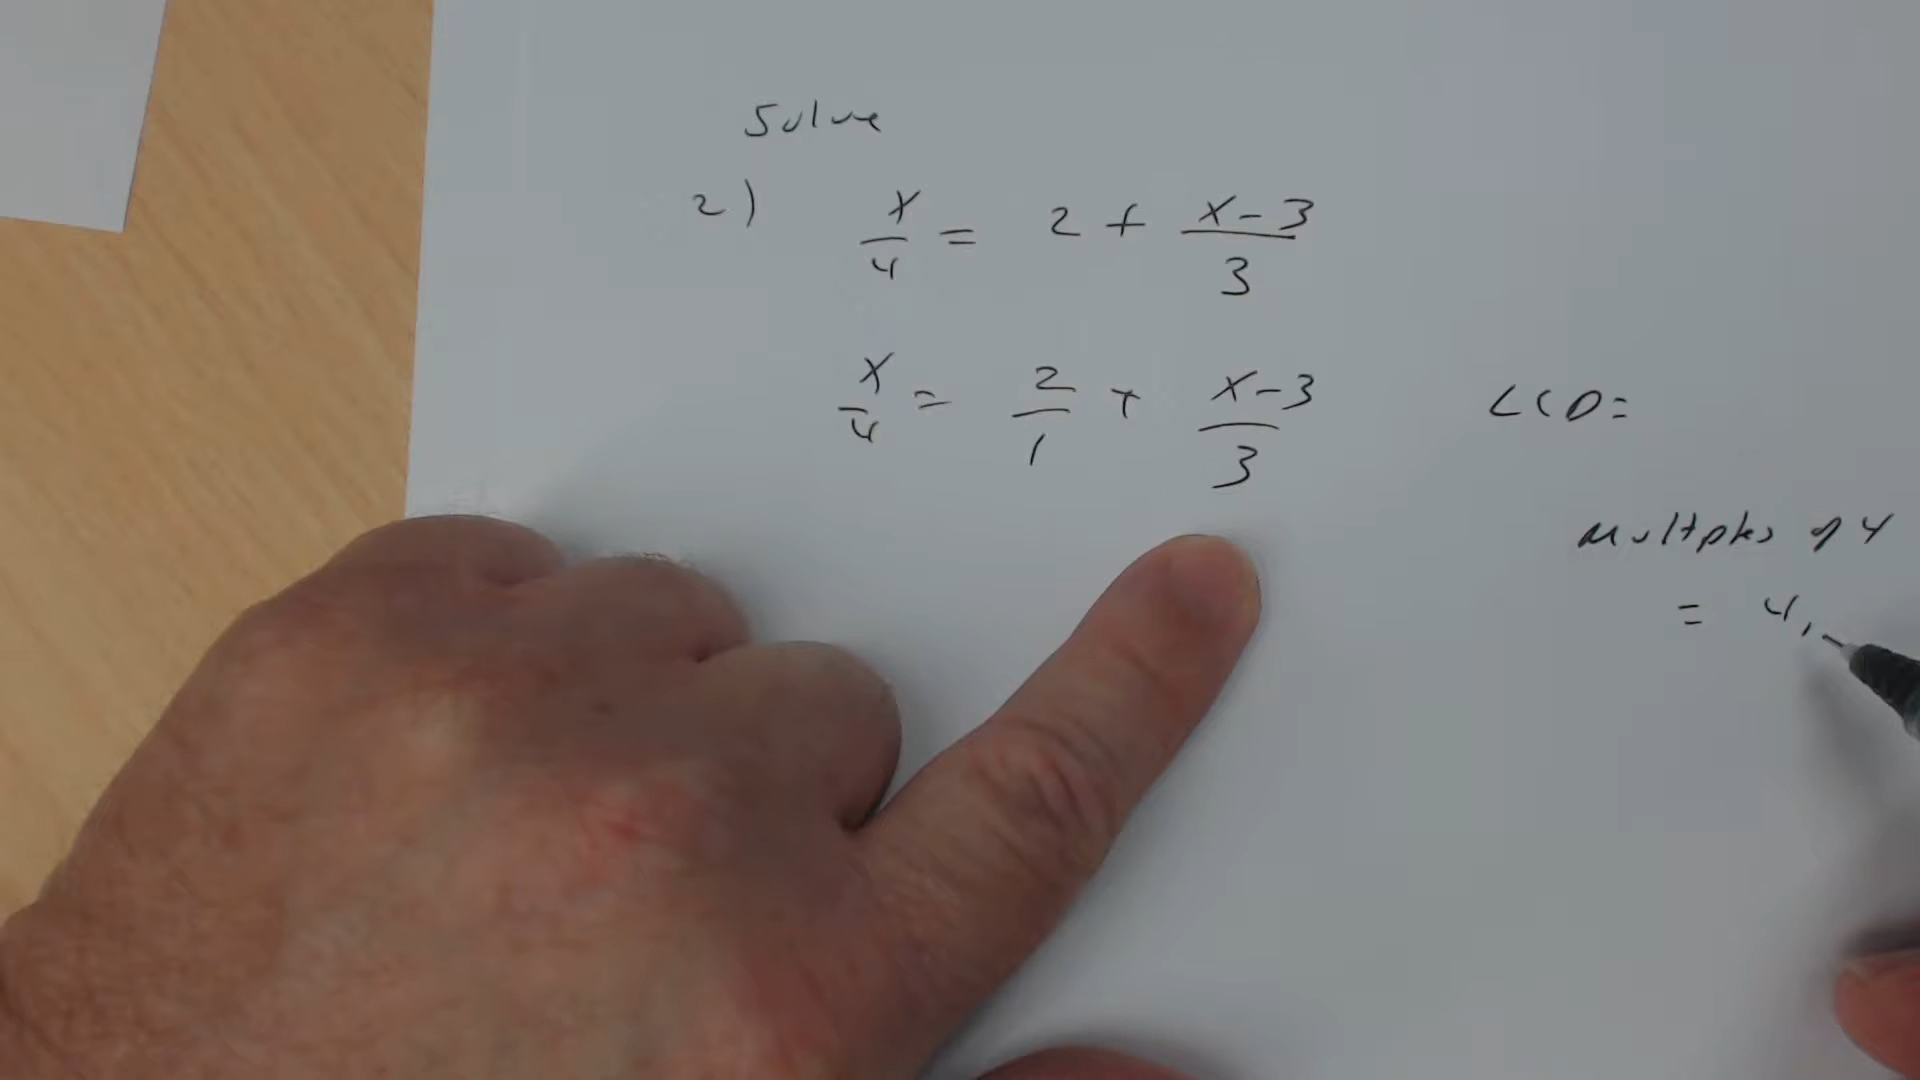 Solve
2) x/4 = 2 + x-3/3
x/4 = 2/1 + x-3/3 LCD=
multiples of 4
= 4,